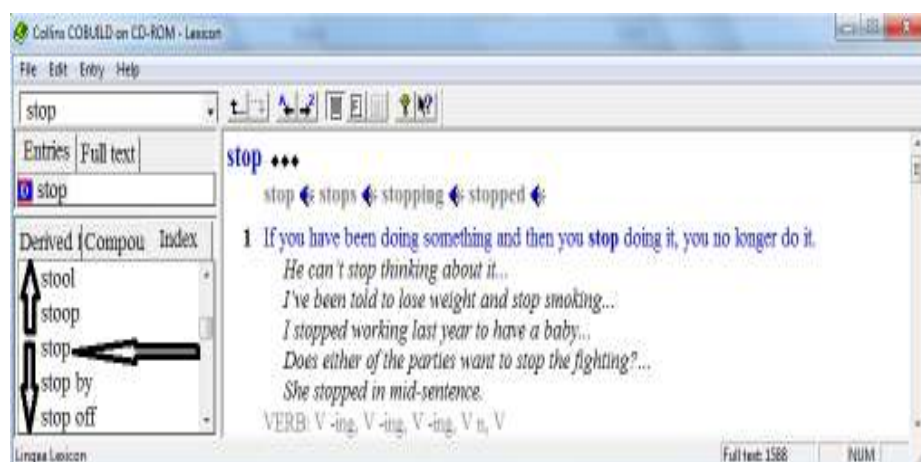 Collins COBUILD on CD-ROM - Lexicon
File Edit Entry Help
stop
Entries Full text
stop
Derived f Compou Index
stool
stoop
stop
stop by
stop off
stop ♦♦♦
stop stops stopping stopped
1 If you have been doing something and then you stop doing it, you no longer do it.
He can't stop thinking about it...
I've been told to lose weight and stop smoking...
I stopped working last year to have a baby...
Does either of the parties want to stop the fighting?...
She stopped in mid-sentence.
VERB: V -ing, V -ing, V -ing, V n, V
Lingea Lexicon
Full text: 1588 NUM